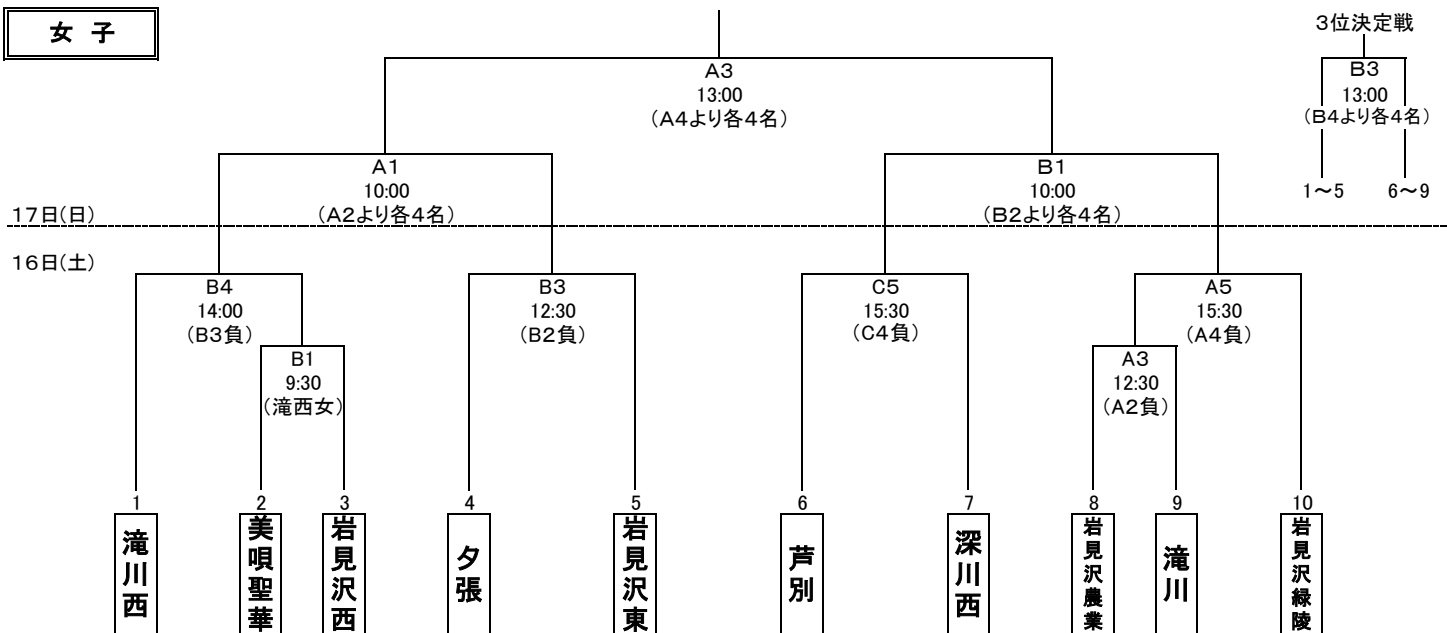 女 子
3位決定戦
A3
13:00
(A4より各4名)
B3
13:00
(B4より各4名)
1～5 6～9
A1
10:00
(A2より各4名)
B1
10:00
(B2より各4名)
17日(日)
16日(土)
B4
14:00
(B3負)
B3
12:30
(B2負)
C5
15:30
(C4負)
A5
15:30
(A4負)
B1
9:30
(滝西女)
A3
12:30
(A2負)
1 2 3 4 5 6 7 8 9 10
滝川西
美唄聖華
岩見沢西
夕張
岩見沢東
芦別
深川西
岩見沢農業
滝川
岩見沢緑陵